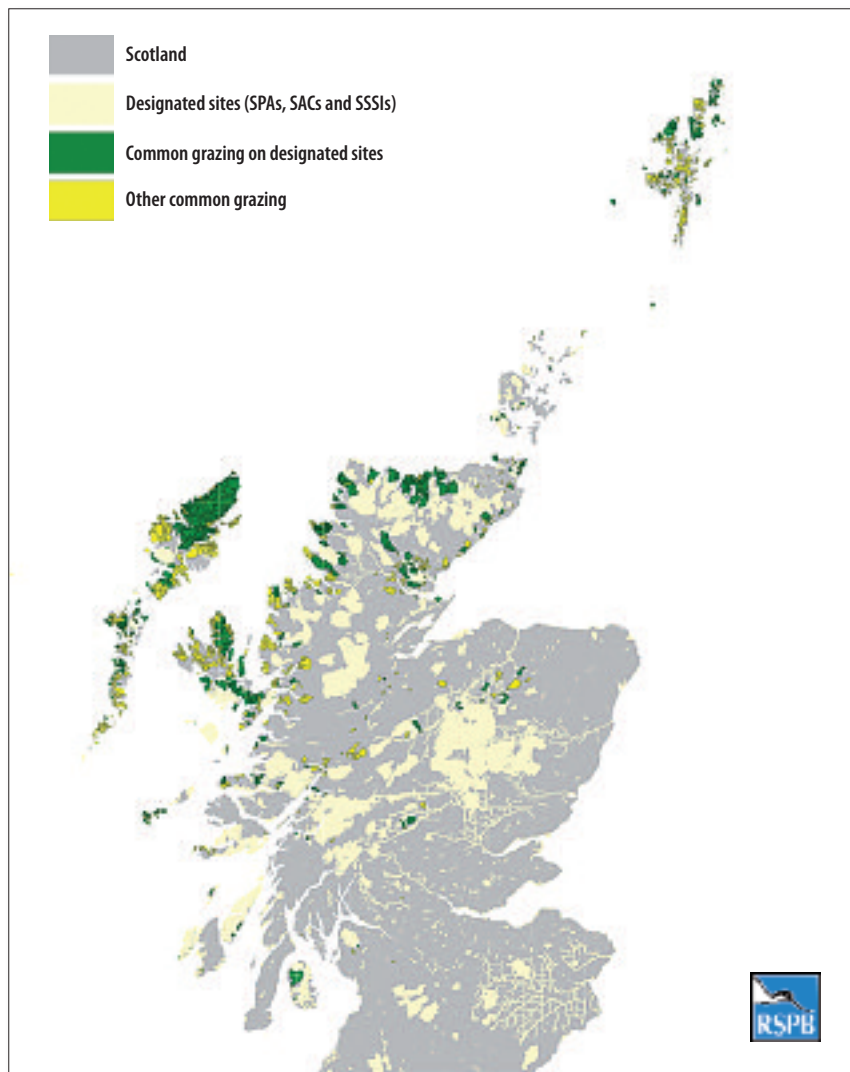 Scotland
Designated sites (SPAs, SACs and SSSIs)
Common grazing on designated sites
Other common grazing
RSPB